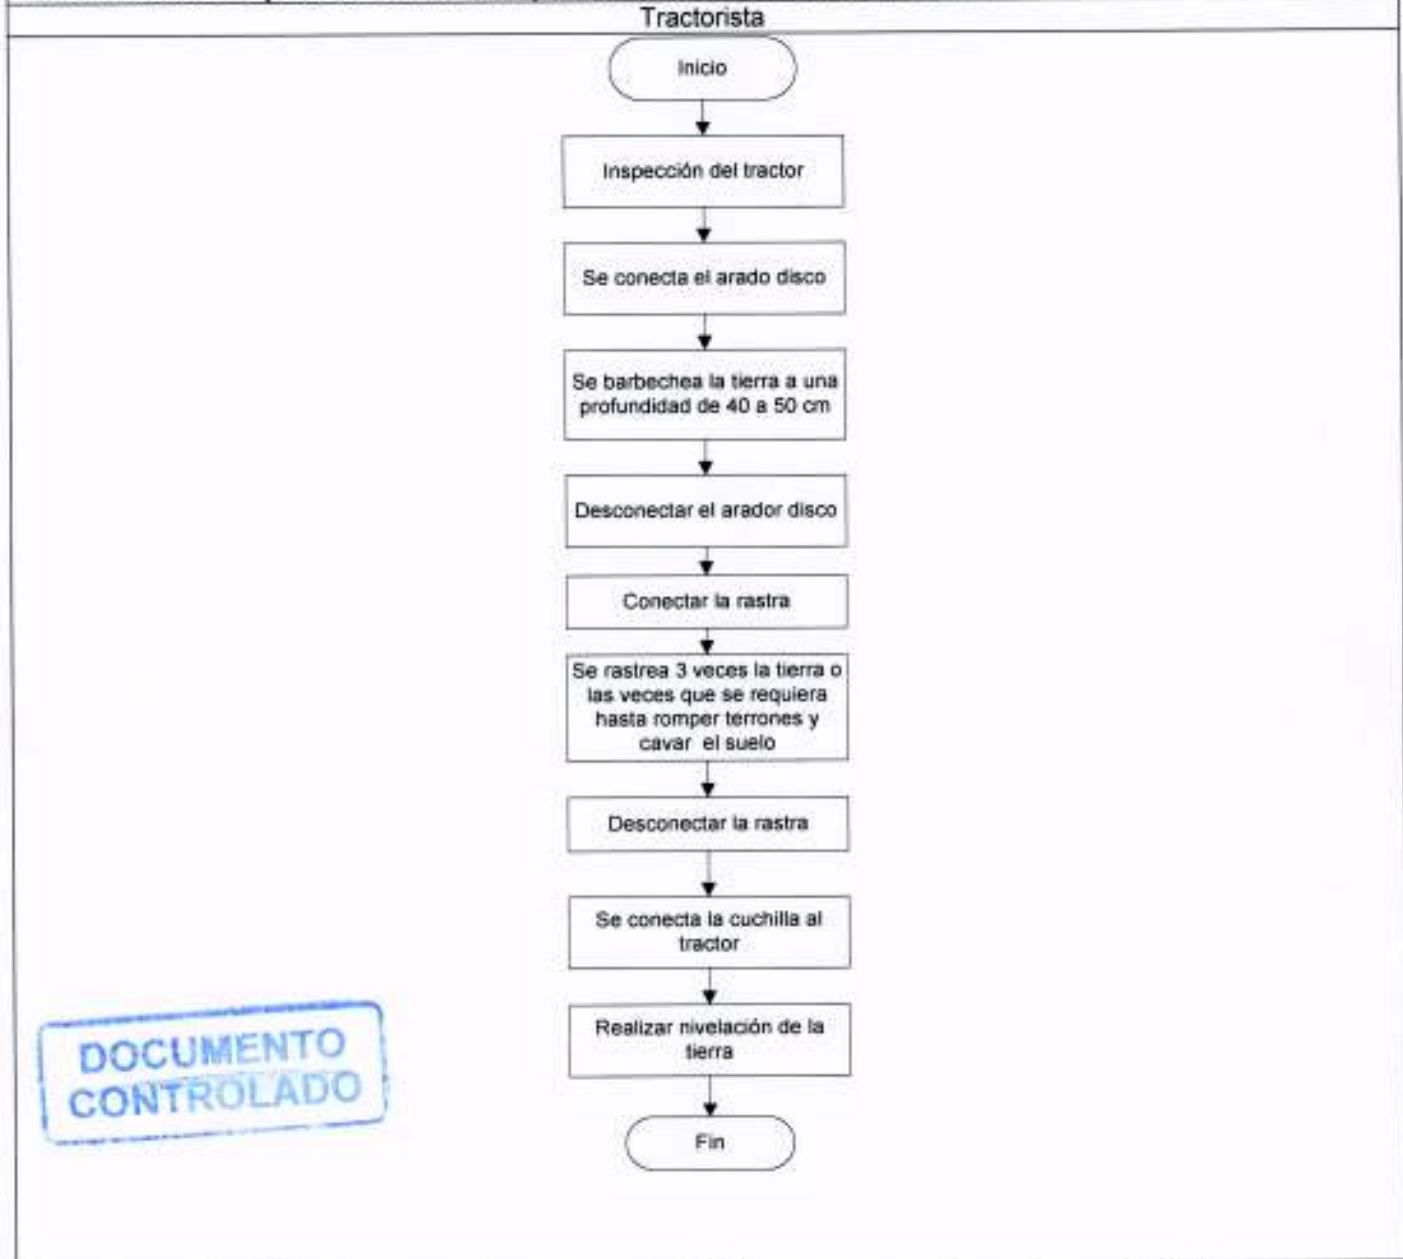 Tractorista
Inicio
Inspección del tractor
Se conecta el arado disco
Se barbechea la tierra a una
profundidad de 40 a 50 cm
Desconectar el arador disco
Conectar la rastra
Se rastrea 3 veces la tierra o
las veces que se requiera
hasta romper terrones y
cavar el suelo
Desconectar la rastra
Se conecta la cuchilla al
tractor
Realizar nivelación de la
tierra
Fin
DOCUMENTO
CONTROLADO